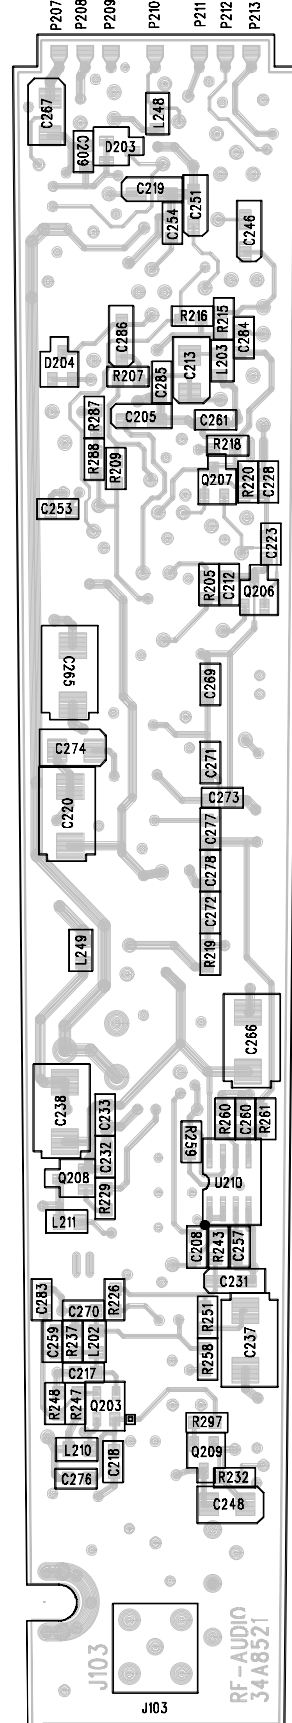 P207 P208 P209 P210 P211 P212 P213
C267
C209
D203
L248
C219
C254
C251
C246
C286
R216
R215
C284
D204
R207
C285
C213
L203
R287
C205
C261
R288
R209
R218
Q207
R220
C228
C253
C223
R205
C212
Q206
C265
C269
C274
C271
C220
C273
C277
C278
C272
L249
R219
C266
C238
C233
C232
R260
C260
R261
R259
Q208
R229
U210
L211
C208
R243
C257
C231
C283
C270
R226
R251
C259
R237
L202
R258
C237
C217
R248
R247
Q203
R297
L210
C218
Q209
C276
R232
C248
J103
RF-AUDIO
34A8521
J103